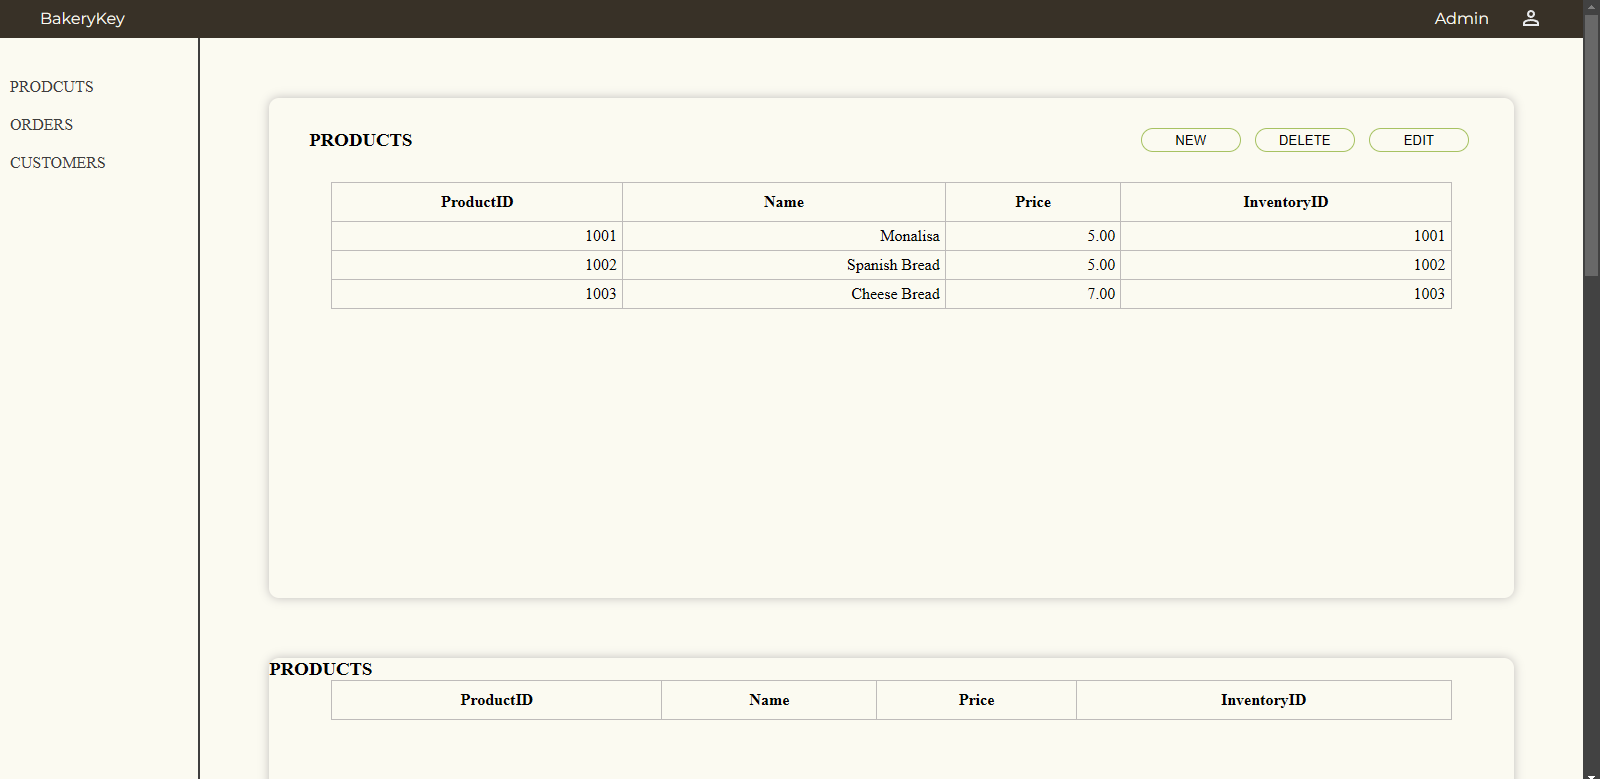 BakeryKey Admin
PRODCUTS
ORDERS
CUSTOMERS
PRODUCTS NEW DELETE EDIT
ProductID Name Price InventoryID
1001 Monalisa 5.00 1001
1002 Spanish Bread 5.00 1002
1003 Cheese Bread 7.00 1003
PRODUCTS
ProductID Name Price InventoryID